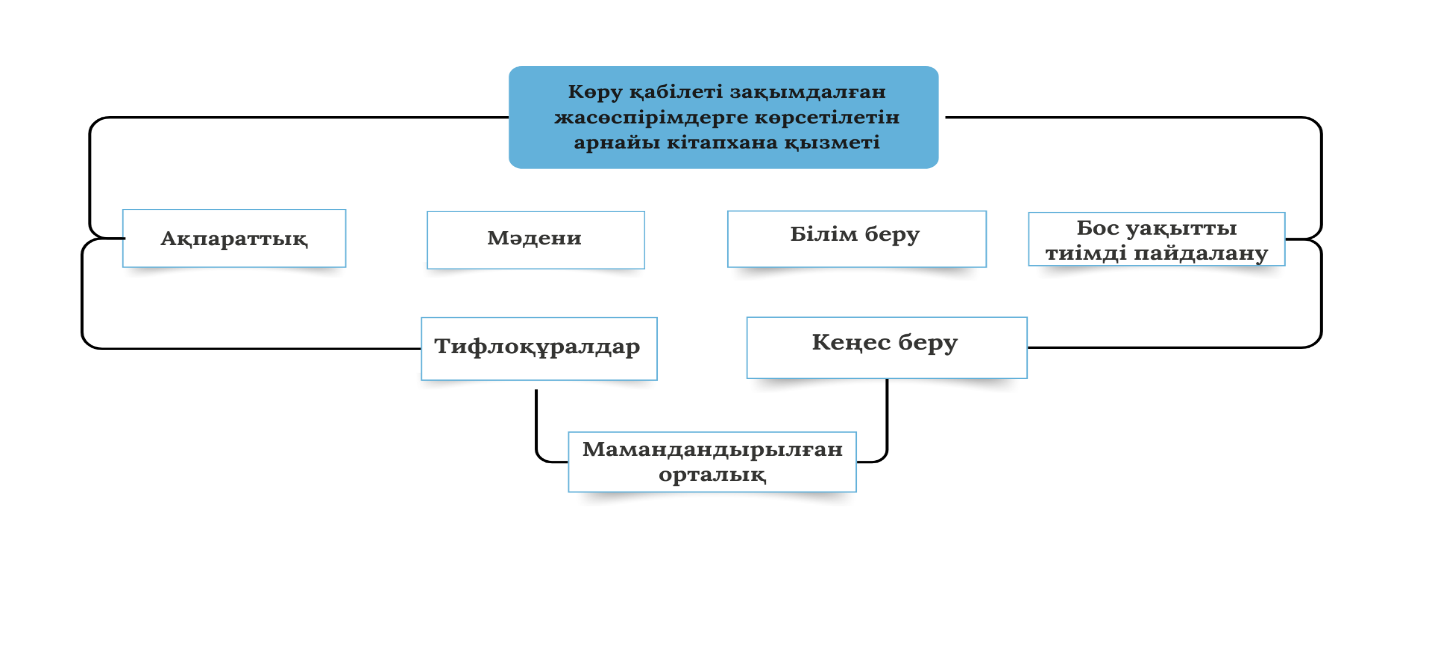 Көру қабілеті зақымдалған
жасөспірімдерге көрсетілетін
арнайы кітапхана қызметі
Ақпараттық
Мәдени
Білім беру
Бос уақытты
тиімді пайдалану
Тифлоқұралдар
Кеңес беру
Мамандандырылған
орталық